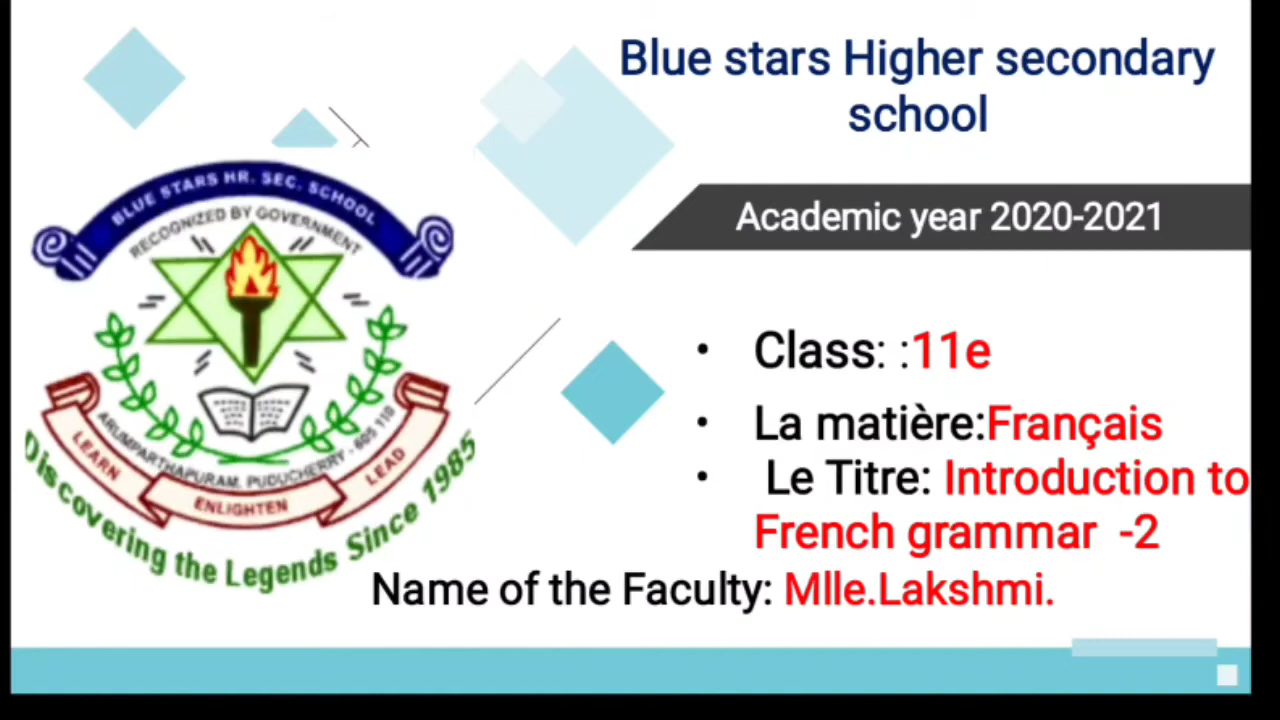 Blue stars Higher secondary
school
Academic year 2020-2021
BLUE STARS HR. SEC. SCHOOL
RECOGNIZED BY GOVERNMENT
ARUMPARTHAPURAM, PUDUCHERRY - 605 110
LEARN
ENLIGHTEN
LEAD
Discovering the Legends Since 1985
• Class: :11e
• La matière:Français
• Le Titre: Introduction to
French grammar -2
Name of the Faculty: Mlle.Lakshmi.